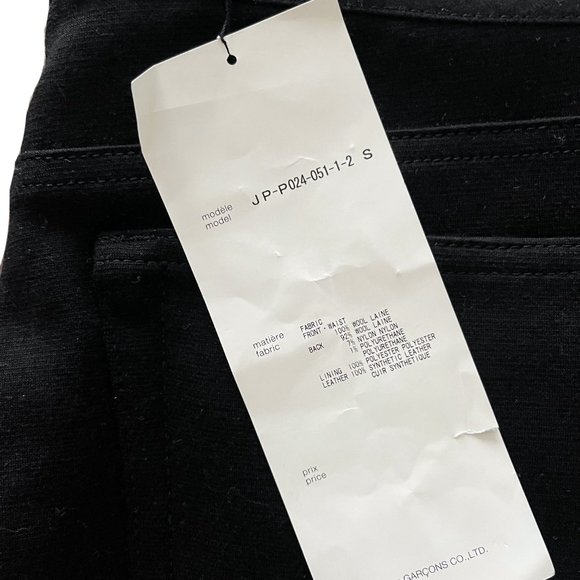 modèle
model
JP-P024-051-1-2 S
matière
fabric
FABRIC
FRONT・WAIST
100% WOOL LAINE
BACK 92% WOOL LAINE
7% NYLON NYLON
1% POLYURETHANE
POLYURETHANE
LINING 100% POLYESTER POLYESTER
LEATHER 100% SYNTHETIC LEATHER
CUIR SYNTHÉTIQUE
prix
price
GARÇONS CO.,LTD.